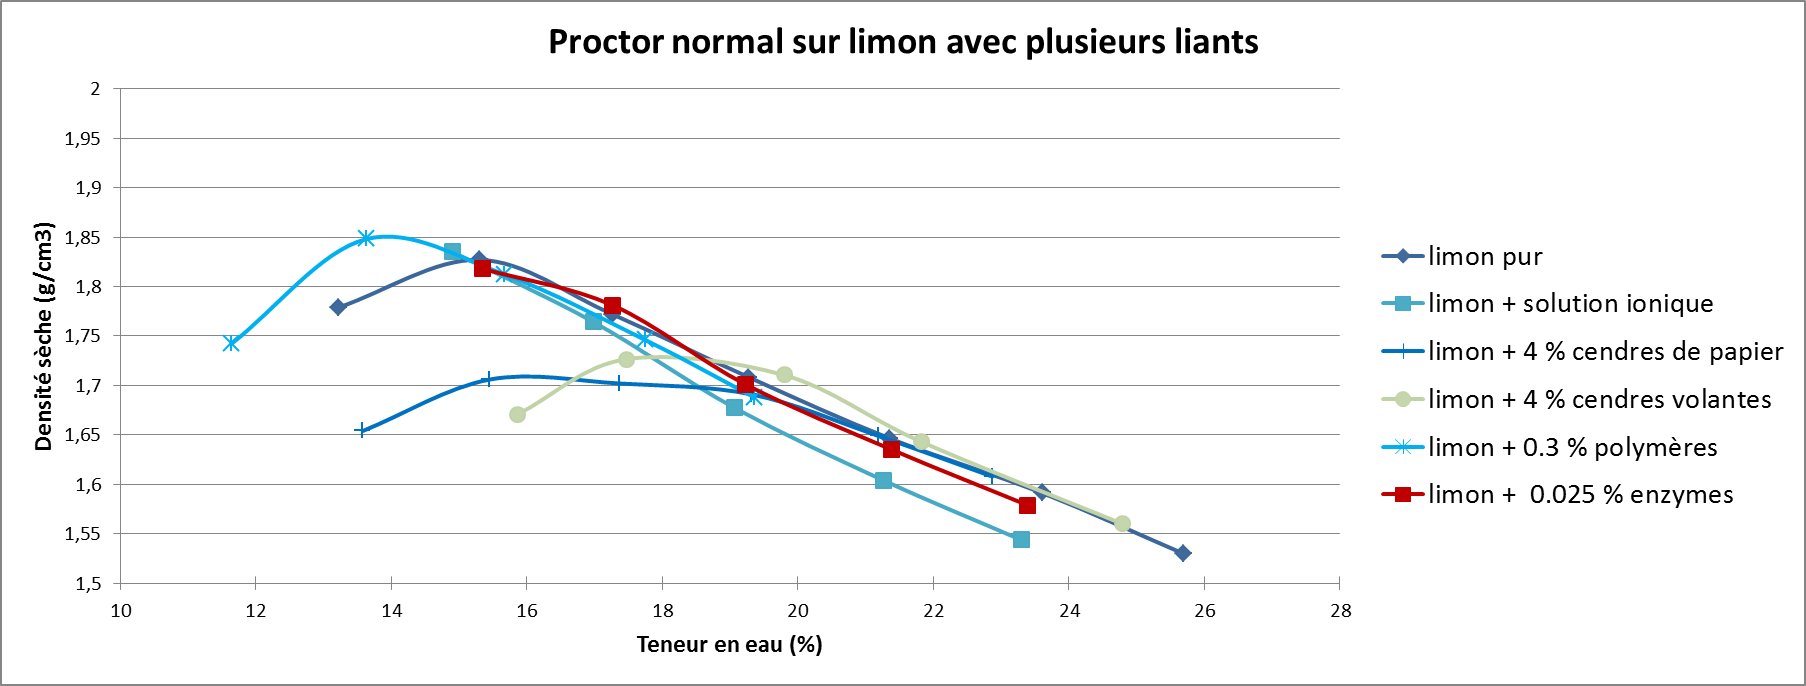 Proctor normal sur limon avec plusieurs liants
Densité sèche (g/cm3)
2
1,95
1,9
1,85
1,8
1,75
1,7
1,65
1,6
1,55
1,5
10 12 14 16 18 20 22 24 26 28
Teneur en eau (%)
limon pur
limon + solution ionique
limon + 4 % cendres de papier
limon + 4 % cendres volantes
limon + 0.3 % polymères
limon +  0.025 % enzymes